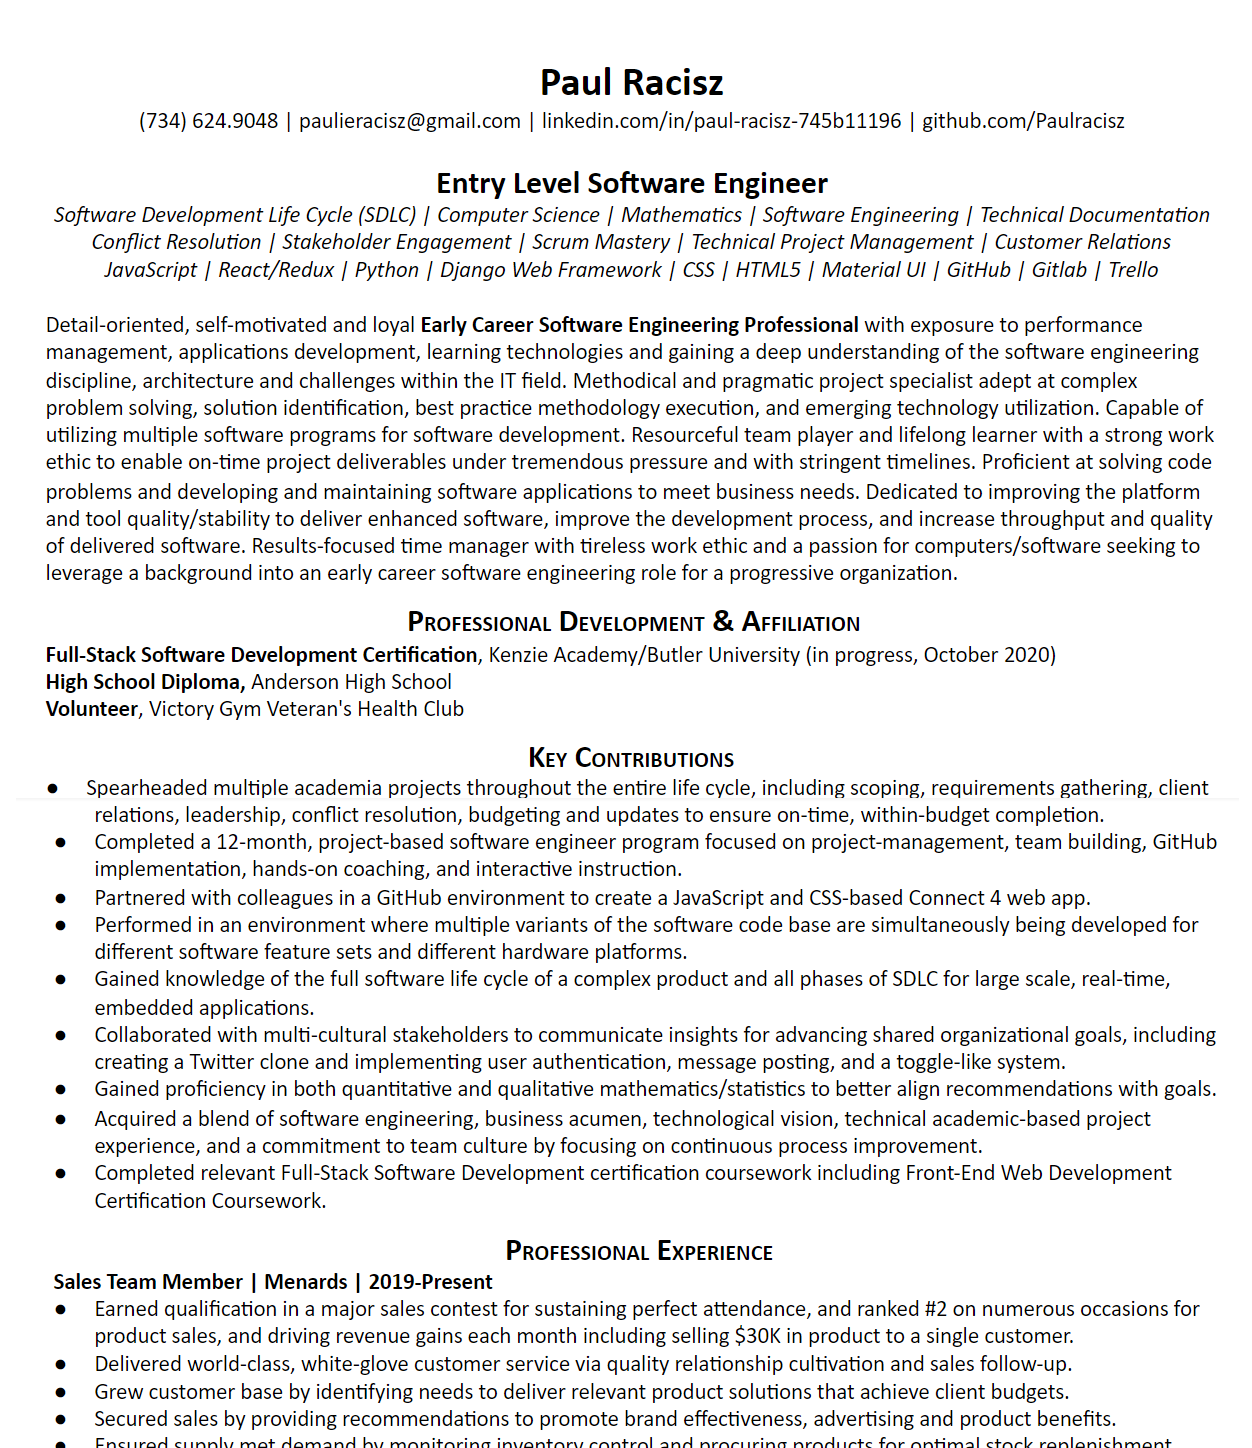 Paul Racisz
(734) 624.9048 | paulieracisz@gmail.com | linkedin.com/in/paul-racisz-745b11196 | github.com/Paulracisz
Entry Level Software Engineer
Software Development Life Cycle (SDLC) | Computer Science | Mathematics | Software Engineering | Technical Documentation
Conflict Resolution | Stakeholder Engagement | Scrum Mastery | Technical Project Management | Customer Relations
JavaScript | React/Redux | Python | Django Web Framework | CSS | HTML5 | Material UI | GitHub | Gitlab | Trello
Detail-oriented, self-motivated and loyal Early Career Software Engineering Professional with exposure to performance
management, applications development, learning technologies and gaining a deep understanding of the software engineering
discipline, architecture and challenges within the IT field. Methodical and pragmatic project specialist adept at complex
problem solving, solution identification, best practice methodology execution, and emerging technology utilization. Capable of
utilizing multiple software programs for software development. Resourceful team player and lifelong learner with a strong work
ethic to enable on-time project deliverables under tremendous pressure and with stringent timelines. Proficient at solving code
problems and developing and maintaining software applications to meet business needs. Dedicated to improving the platform
and tool quality/stability to deliver enhanced software, improve the development process, and increase throughput and quality
of delivered software. Results-focused time manager with tireless work ethic and a passion for computers/software seeking to
leverage a background into an early career software engineering role for a progressive organization.
Professional Development & Affiliation
Full-Stack Software Development Certification, Kenzie Academy/Butler University (in progress, October 2020)
High School Diploma, Anderson High School
Volunteer, Victory Gym Veteran's Health Club
Key Contributions
● Spearheaded multiple academia projects throughout the entire life cycle, including scoping, requirements gathering, client
relations, leadership, conflict resolution, budgeting and updates to ensure on-time, within-budget completion.
● Completed a 12-month, project-based software engineer program focused on project-management, team building, GitHub
implementation, hands-on coaching, and interactive instruction.
● Partnered with colleagues in a GitHub environment to create a JavaScript and CSS-based Connect 4 web app.
● Performed in an environment where multiple variants of the software code base are simultaneously being developed for
different software feature sets and different hardware platforms.
● Gained knowledge of the full software life cycle of a complex product and all phases of SDLC for large scale, real-time,
embedded applications.
● Collaborated with multi-cultural stakeholders to communicate insights for advancing shared organizational goals, including
creating a Twitter clone and implementing user authentication, message posting, and a toggle-like system.
● Gained proficiency in both quantitative and qualitative mathematics/statistics to better align recommendations with goals.
● Acquired a blend of software engineering, business acumen, technological vision, technical academic-based project
experience, and a commitment to team culture by focusing on continuous process improvement.
● Completed relevant Full-Stack Software Development certification coursework including Front-End Web Development
Certification Coursework.
Professional Experience
Sales Team Member | Menards | 2019-Present
● Earned qualification in a major sales contest for sustaining perfect attendance, and ranked #2 on numerous occasions for
product sales, and driving revenue gains each month including selling $30K in product to a single customer.
● Delivered world-class, white-glove customer service via quality relationship cultivation and sales follow-up.
● Grew customer base by identifying needs to deliver relevant product solutions that achieve client budgets.
● Secured sales by providing recommendations to promote brand effectiveness, advertising and product benefits.
● Ensured supply met demand by monitoring inventory control and procuring products for optimal stock replenishment.